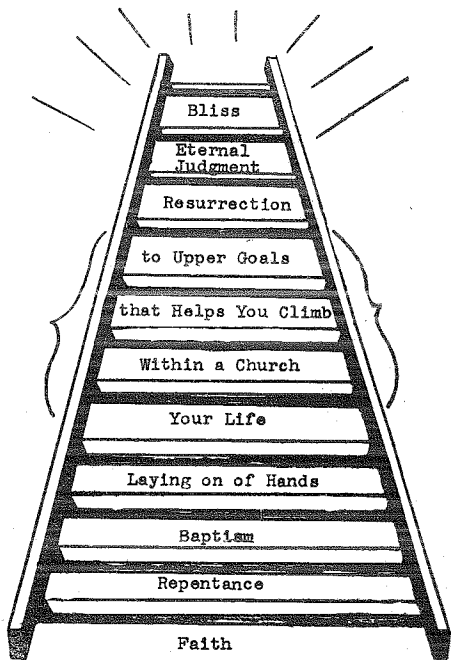 Bliss
Eternal
Judgment
Resurrection
to Upper Goals
that Helps You Climb
Within a Church
Your Life
Laying on of Hands
Baptism
Repentance
Faith